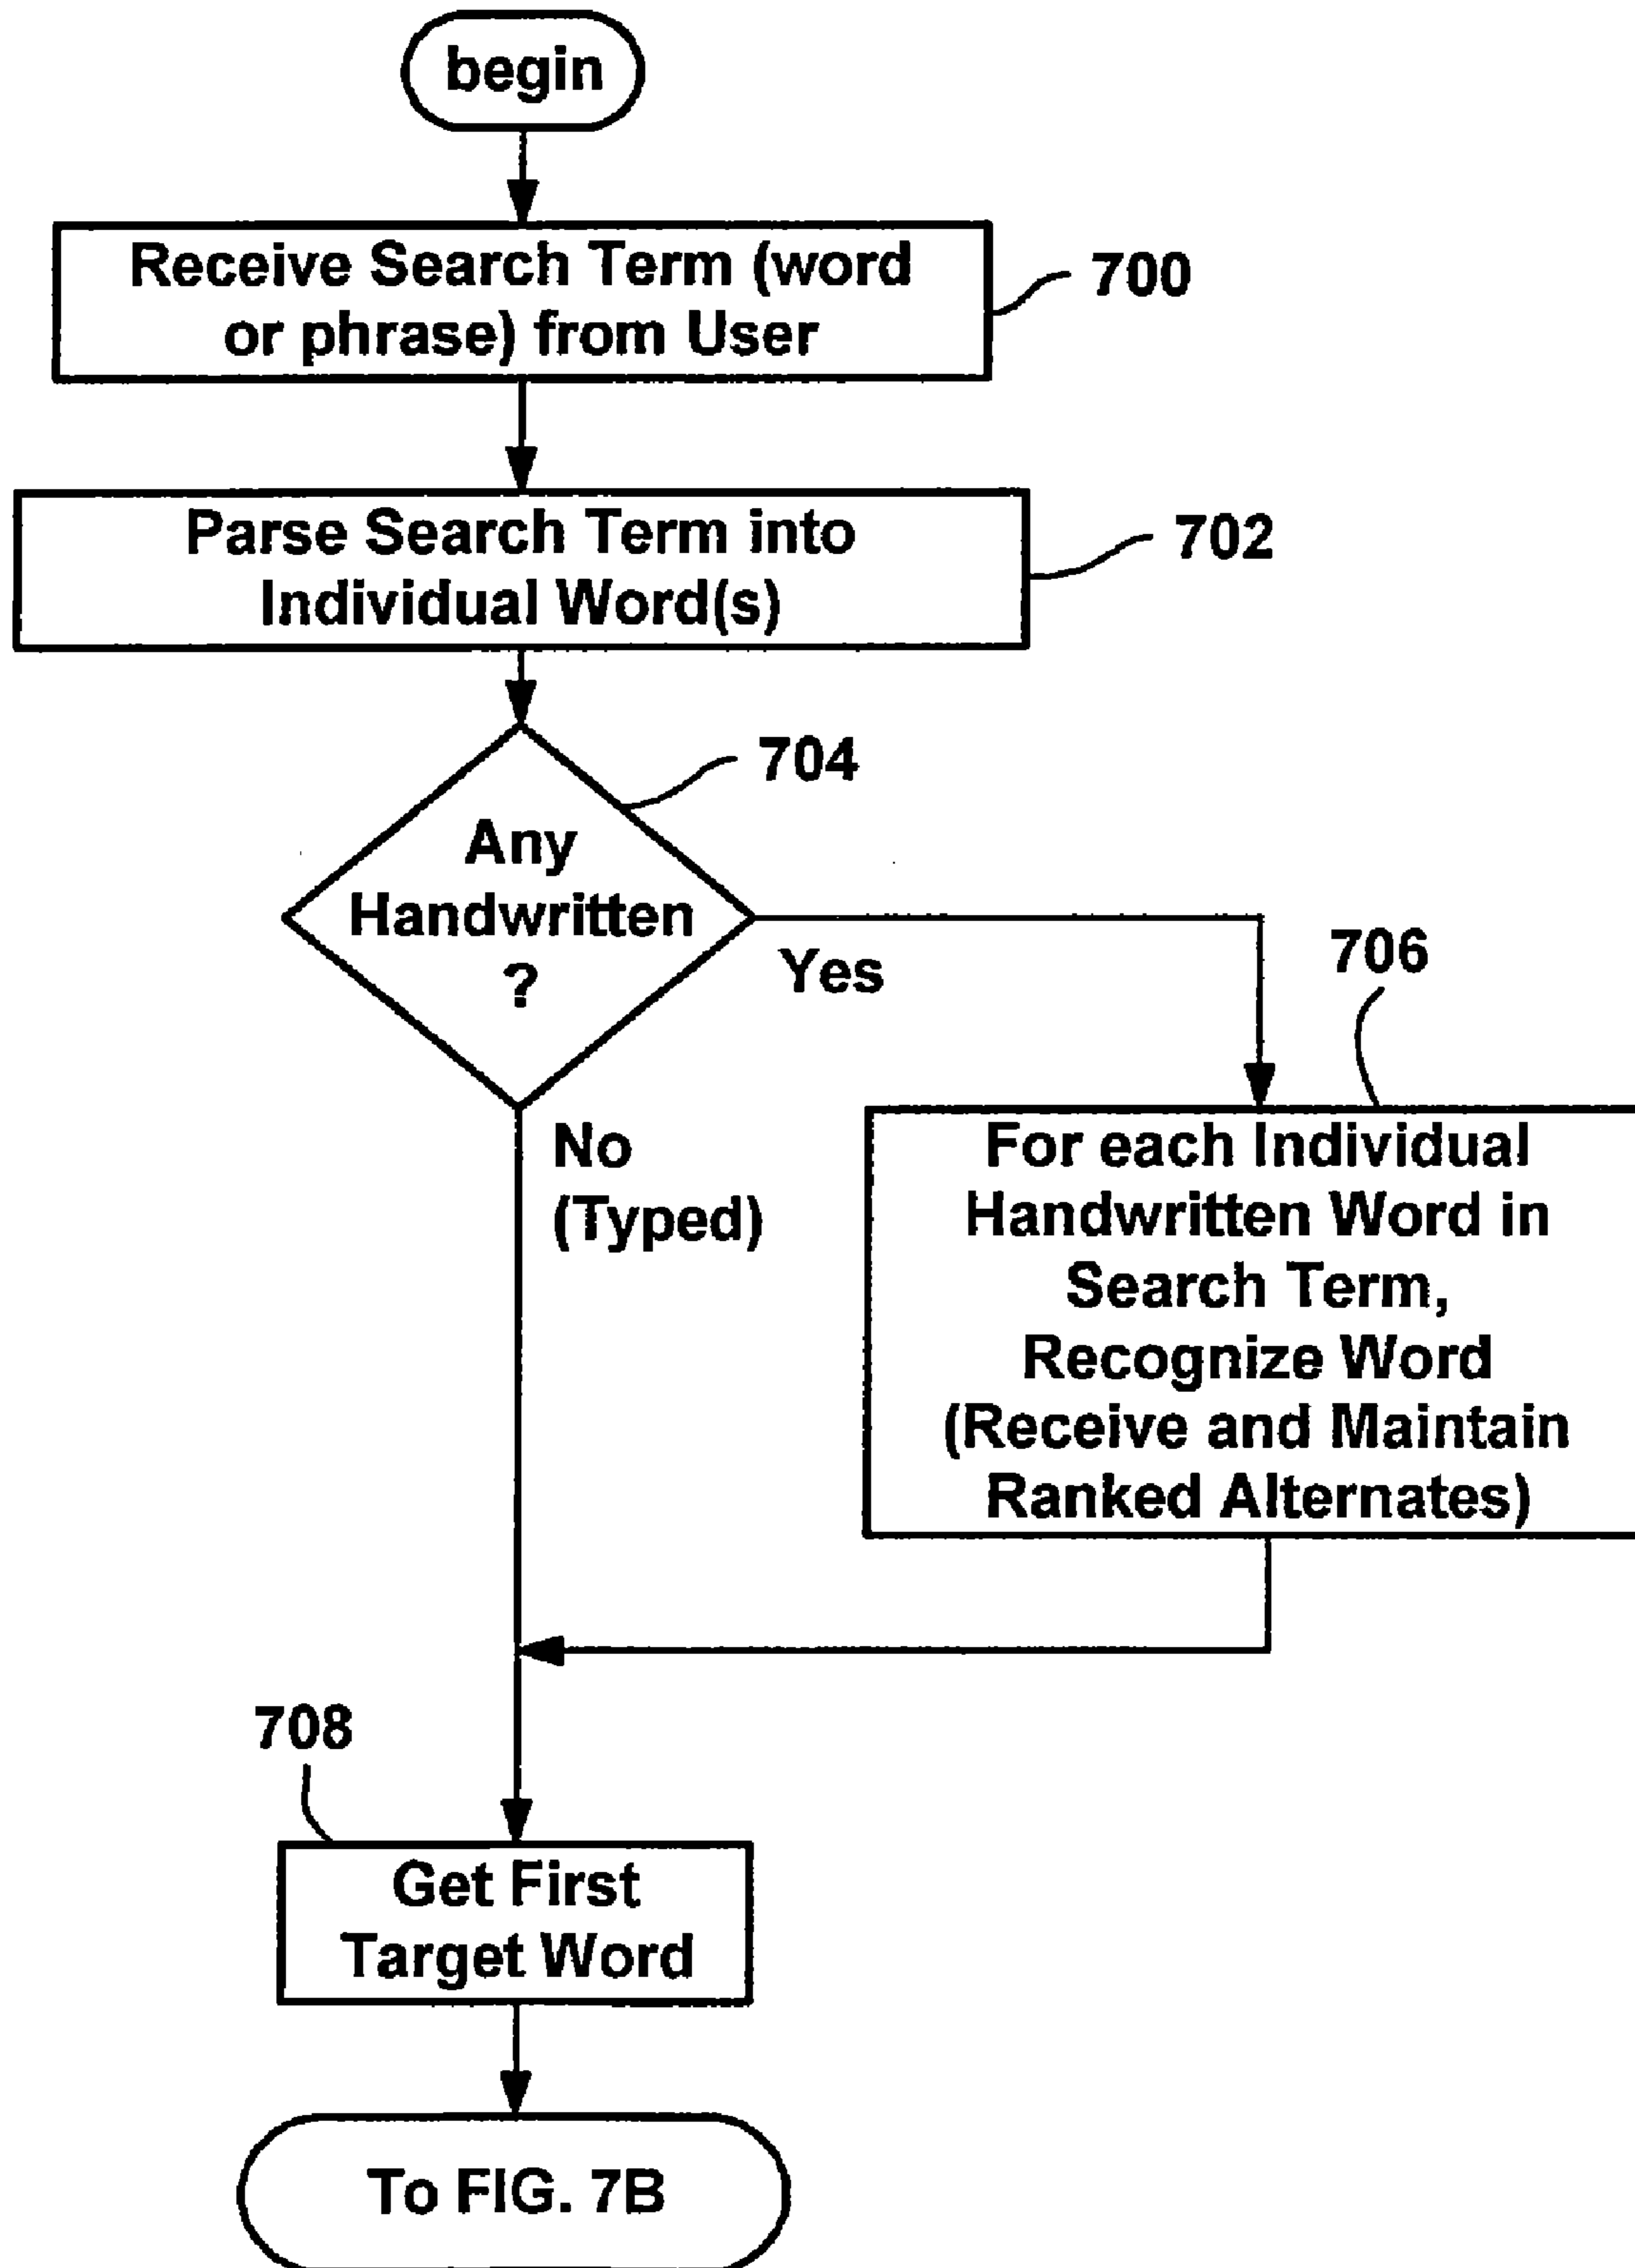 begin
Receive Search Term (word
or phrase) from User
700
Parse Search Term into
Individual Word(s)
702
704
Any
Handwritten
?
Yes
No
(Typed)
706
For each Individual
Handwritten Word in
Search Term,
Recognize Word
(Receive and Maintain
Ranked Alternates)
708
Get First
Target Word
To FIG. 7B